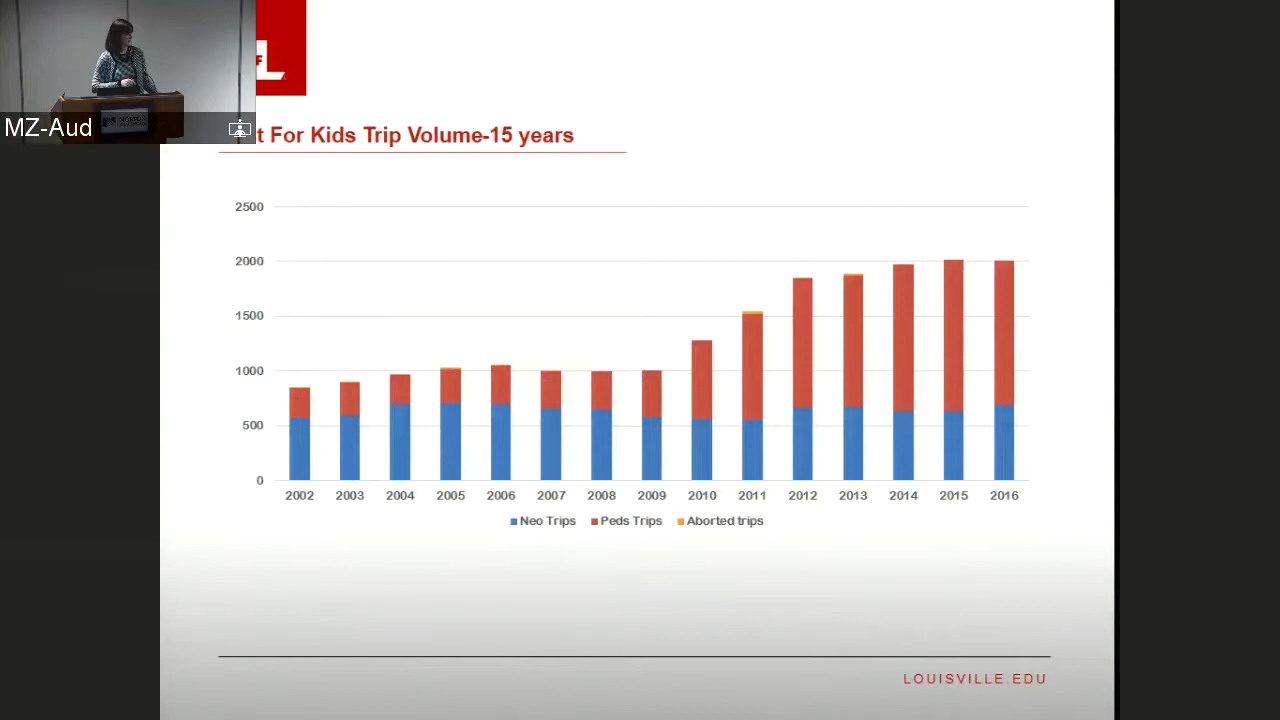 MZ-Aud
NORTON
t For Kids Trip Volume-15 years
2500
2000
1500
1000
500
0
2002 2003 2004 2005 2006 2007 2008 2009 2010 2011 2012 2013 2014 2015 2016
Neo Trips Peds Trips Aborted trips
LOUISVILLE.EDU